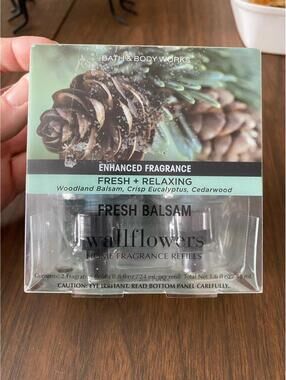 BATH & BODY WORKS
ENHANCED FRAGRANCE
FRESH + RELAXING
Woodland Balsam, Crisp Eucalyptus, Cedarwood
FRESH BALSAM
wallflowers
HOME FRAGRANCE REFILLS
CAUTION: EYE IRRITANT. READ BOTTOM PANEL CAREFULLY.